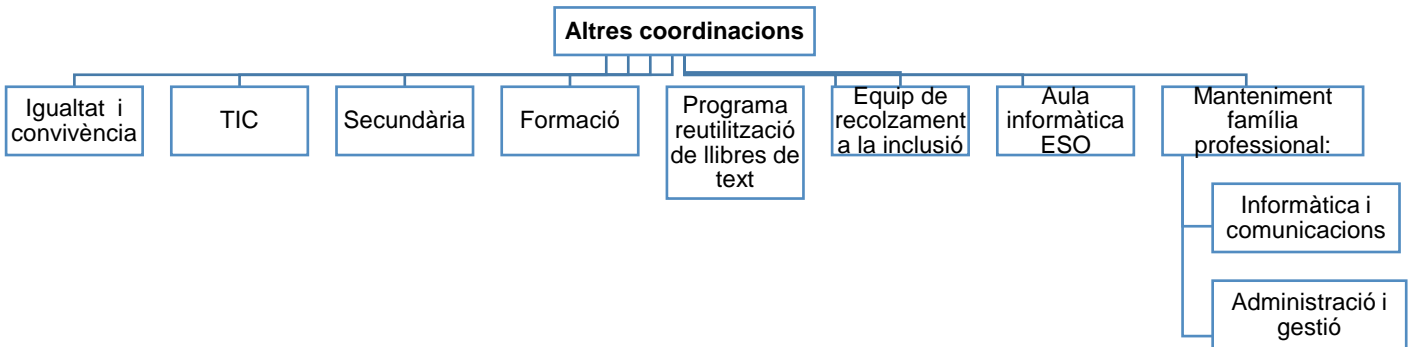 Altres coordinacions
Igualtat i
convivència
TIC
Secundària
Formació
Programa
reutilització
de llibres de
text
Equip de
recolzament
a la inclusió
Aula
informàtica
ESO
Manteniment
família
professional:
Informàtica i
comunicacions
Administració i
gestió